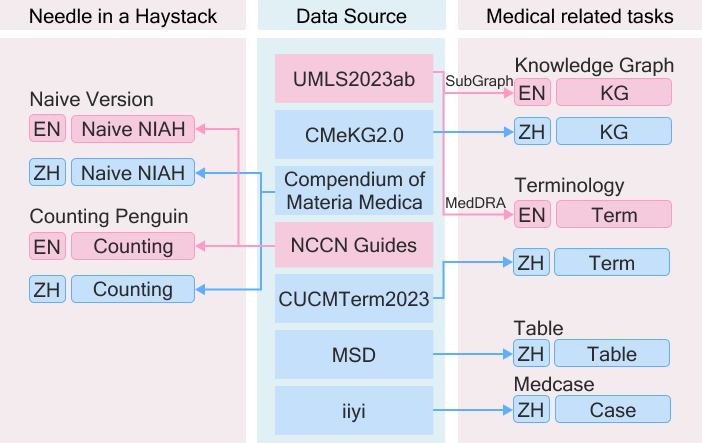 Needle in a Haystack
Data Source
Medical related tasks
Naive Version
EN Naive NIAH
ZH Naive NIAH
Counting Penguin
EN Counting
ZH Counting
UMLS2023ab
CMeKG2.0
Compendium of
Materia Medica
NCCN Guides
CUCMTerm2023
MSD
iiyi
SubGraph
MedDRA
Knowledge Graph
EN KG
ZH KG
Terminology
EN Term
ZH Term
Table
ZH Table
Medcase
ZH Case